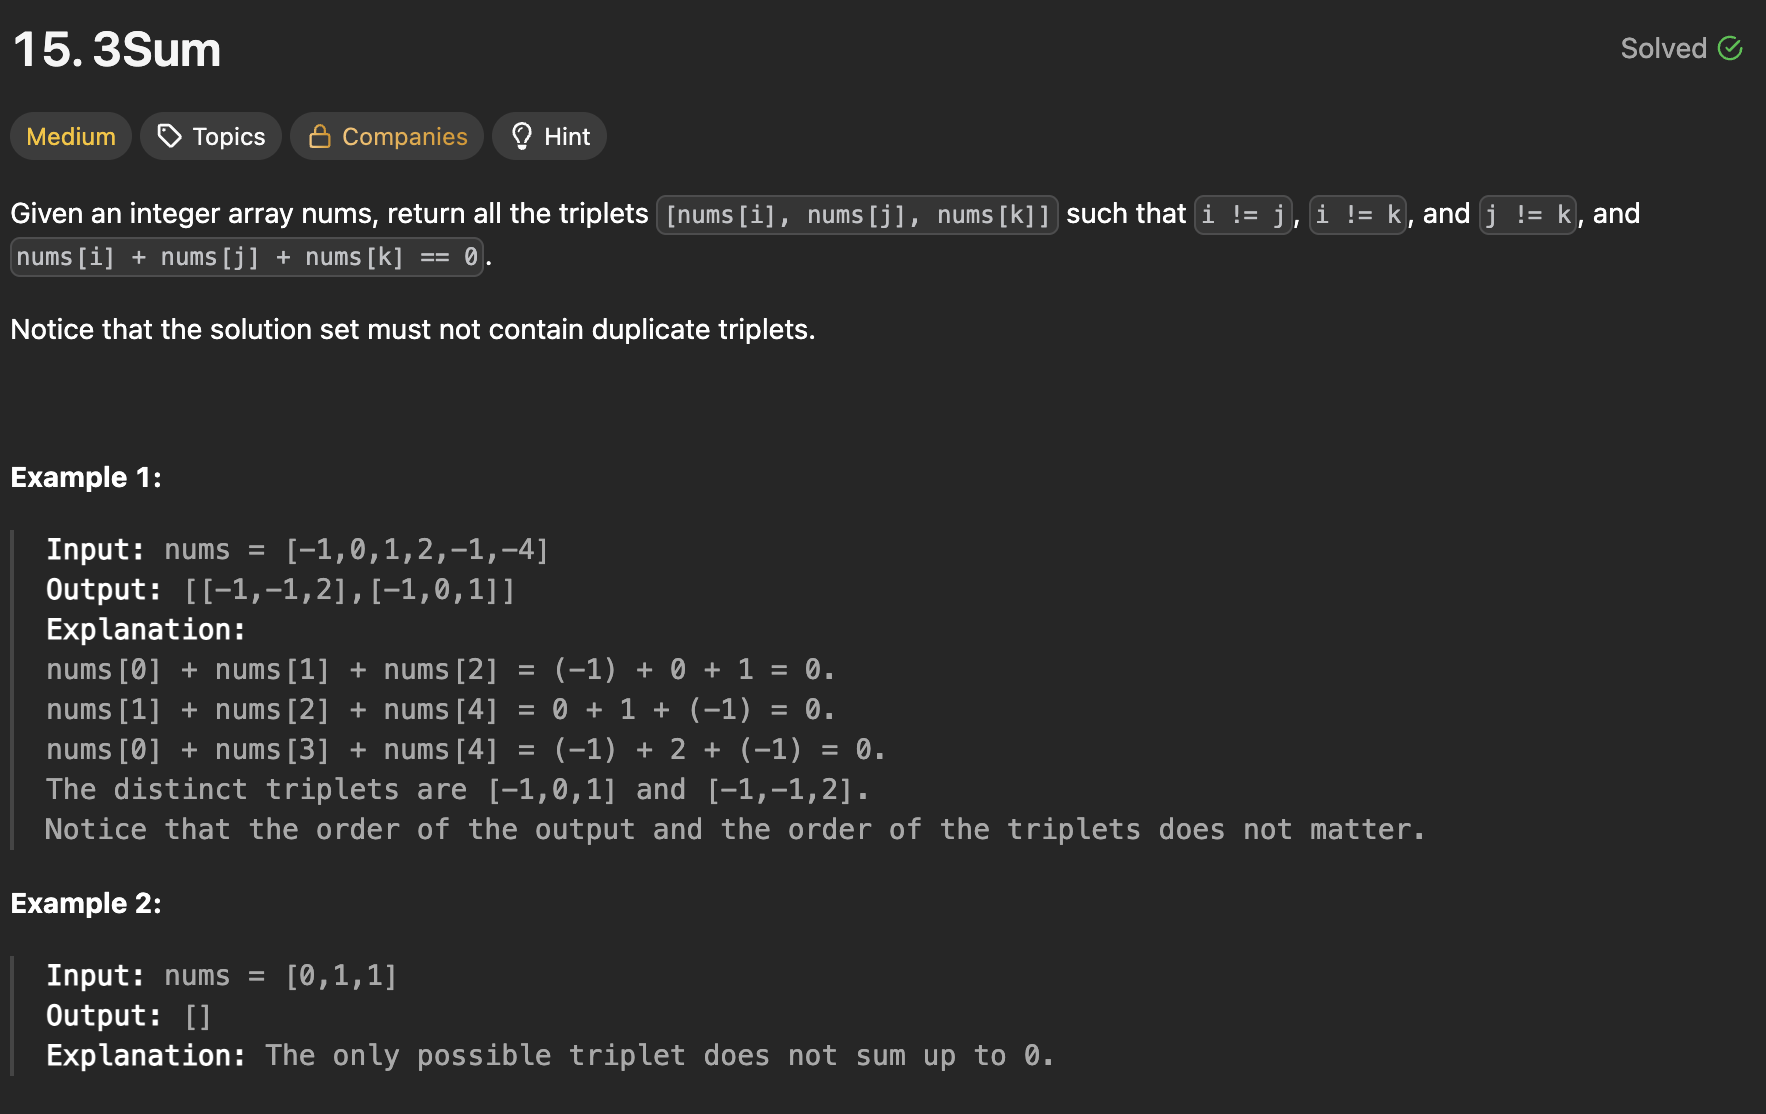 15. 3Sum
Solved
Medium Topics Companies Hint
Given an integer array nums, return all the triplets [nums[i], nums[j], nums[k]] such that i != j, i != k, and j != k, and
nums[i] + nums[j] + nums[k] == 0.
Notice that the solution set must not contain duplicate triplets.
Example 1:
Input: nums = [-1,0,1,2,-1,-4]
Output: [[-1,-1,2],[-1,0,1]]
Explanation:
nums[0] + nums[1] + nums[2] = (-1) + 0 + 1 = 0.
nums[1] + nums[2] + nums[4] = 0 + 1 + (-1) = 0.
nums[0] + nums[3] + nums[4] = (-1) + 2 + (-1) = 0.
The distinct triplets are [-1,0,1] and [-1,-1,2].
Notice that the order of the output and the order of the triplets does not matter.
Example 2:
Input: nums = [0,1,1]
Output: []
Explanation: The only possible triplet does not sum up to 0.